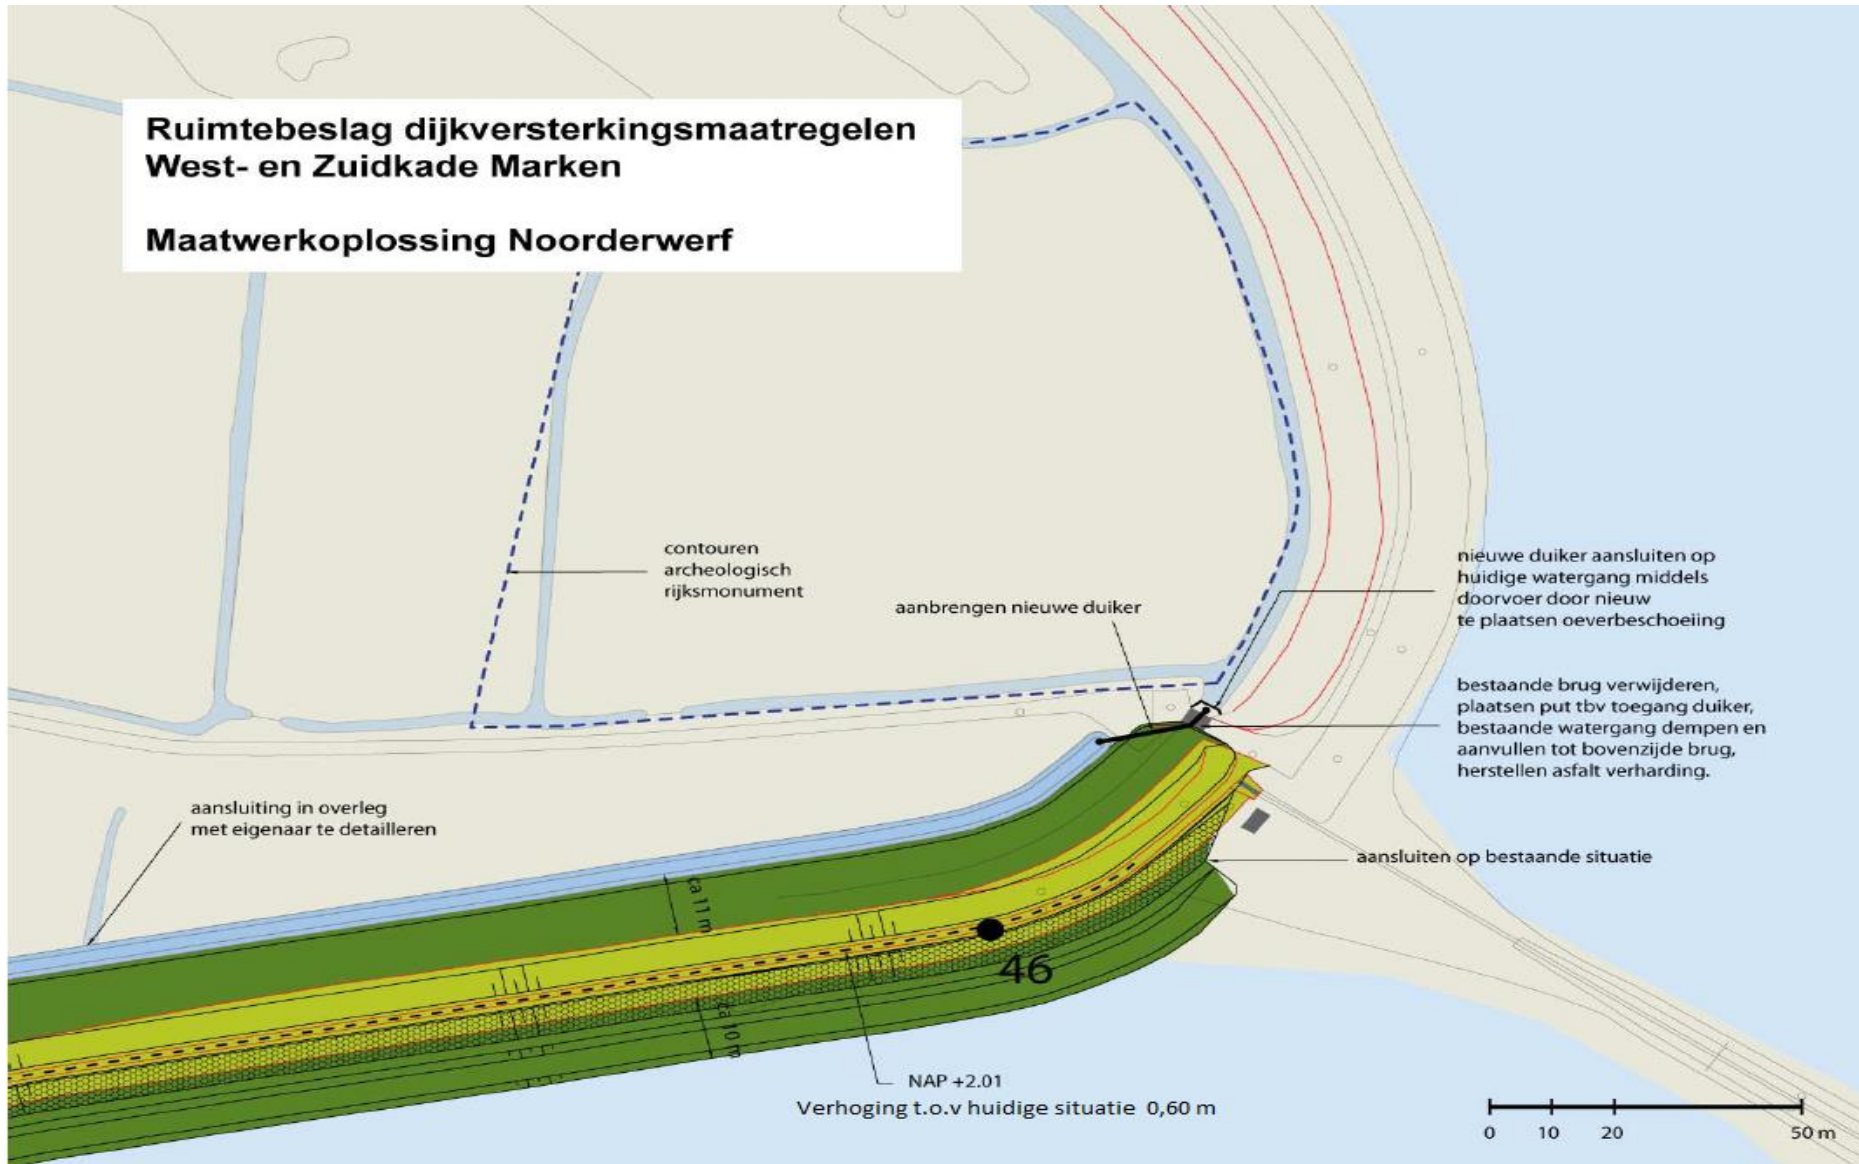 Ruimtebeslag dijkversterkingsmaatregelen
West- en Zuidkade Marken
Maatwerkoplossing Noorderwerf
contouren
archeologisch
rijksmonument
aanbrengen nieuwe duiker
nieuwe duiker aansluiten op
huidige watergang middels
doorvoer door nieuw
te plaatsen oeverbeschoeiing
bestaande brug verwijderen,
plaatsen put tbv toegang duiker,
bestaande watergang dempen en
aanvullen tot bovenzijde brug,
herstellen asfalt verharding.
aansluiting in overleg
met eigenaar te detailleren
aansluiten op bestaande situatie
ca 11 m
46
ca 10 m
NAP +2.01
Verhoging t.o.v huidige situatie 0,60 m
0 10 20 50 m